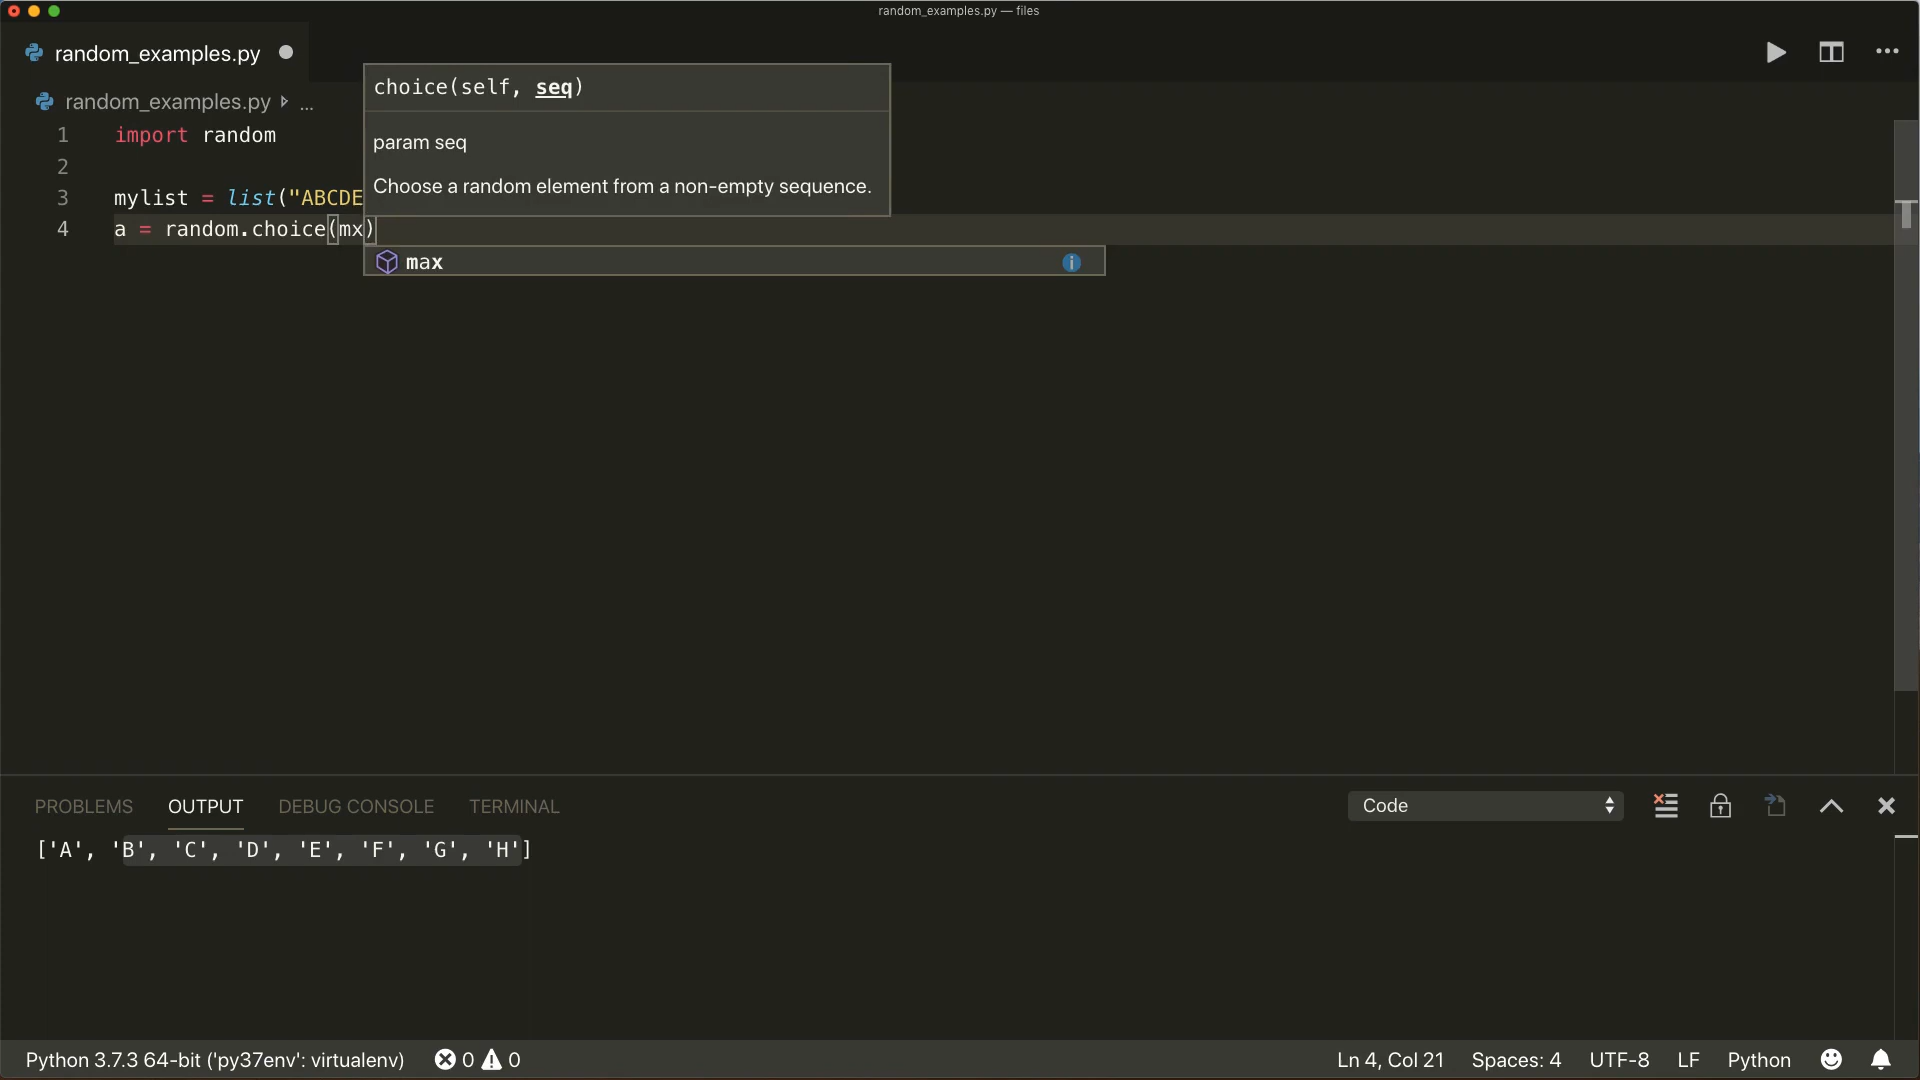 random_examples.py — files
random_examples.py
random_examples.py ...
choice(self, seq)
param seq
Choose a random element from a non-empty sequence.
1 import random
2
3 mylist = list("ABCDE
4 a = random.choice(mx)
max
PROBLEMS OUTPUT DEBUG CONSOLE TERMINAL Code
['A', 'B', 'C', 'D', 'E', 'F', 'G', 'H']
Python 3.7.3 64-bit ('py37env': virtualenv) 0 0 Ln 4, Col 21 Spaces: 4 UTF-8 LF Python